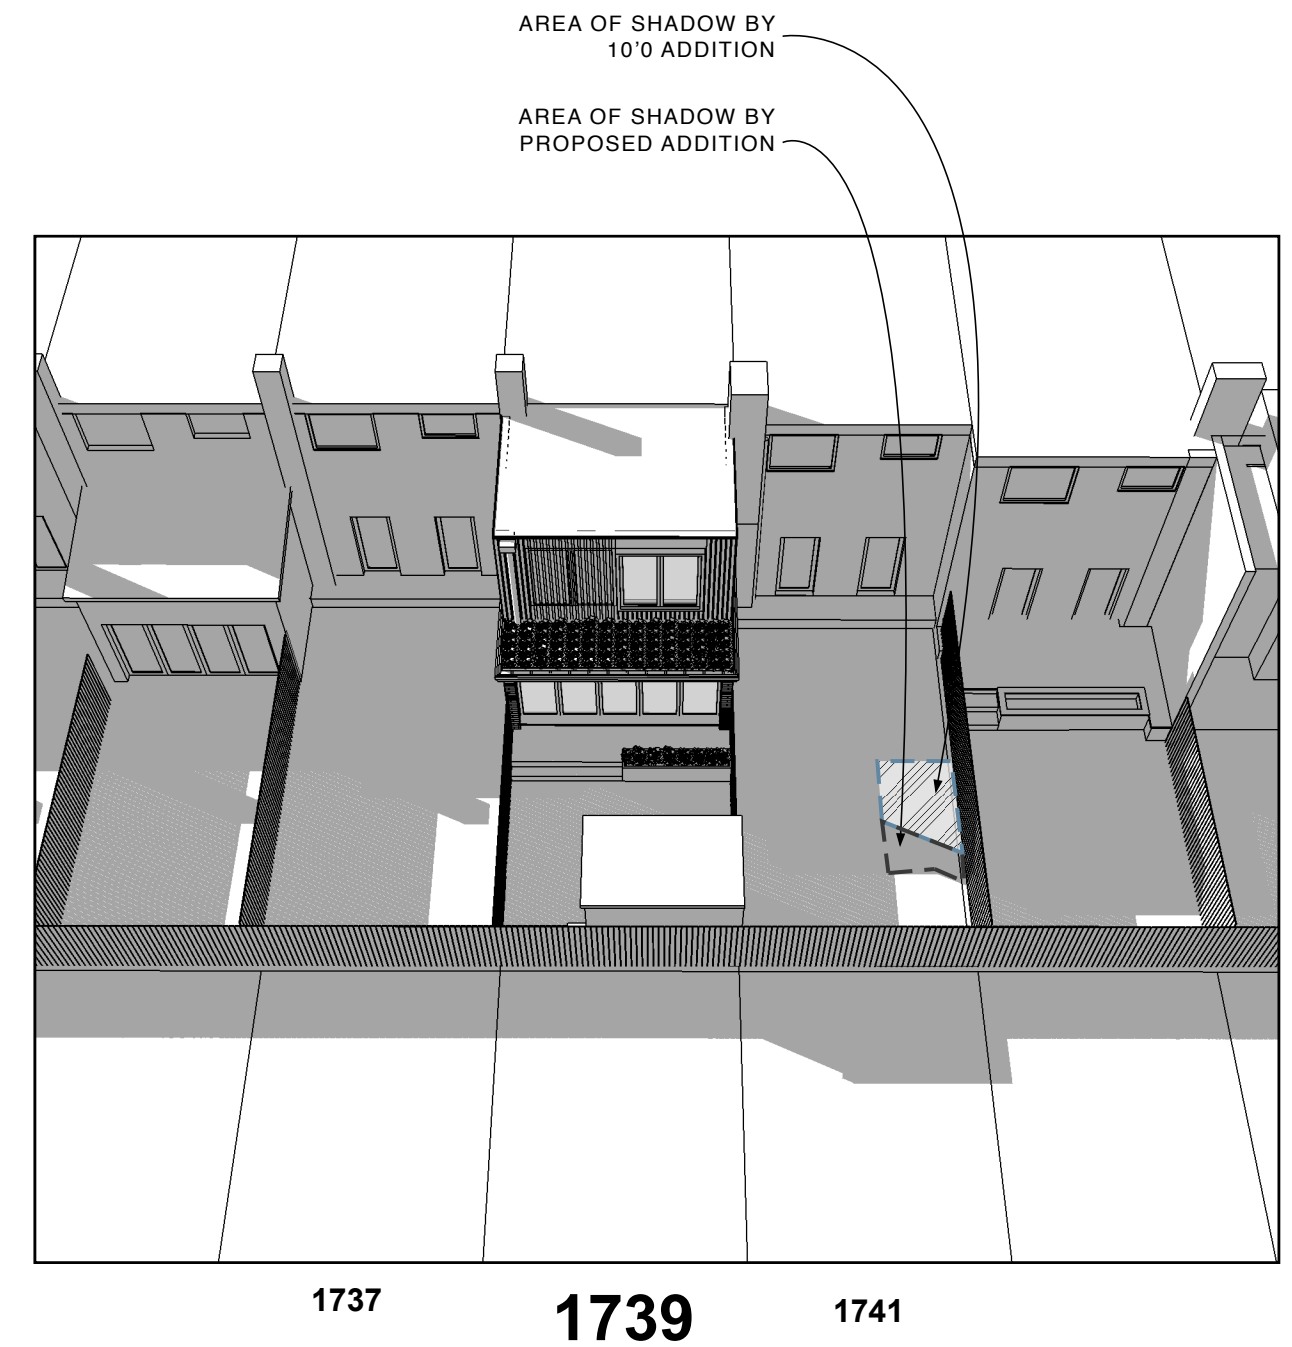 AREA OF SHADOW BY
10’0 ADDITION
AREA OF SHADOW BY
PROPOSED ADDITION
1737
1739
1741